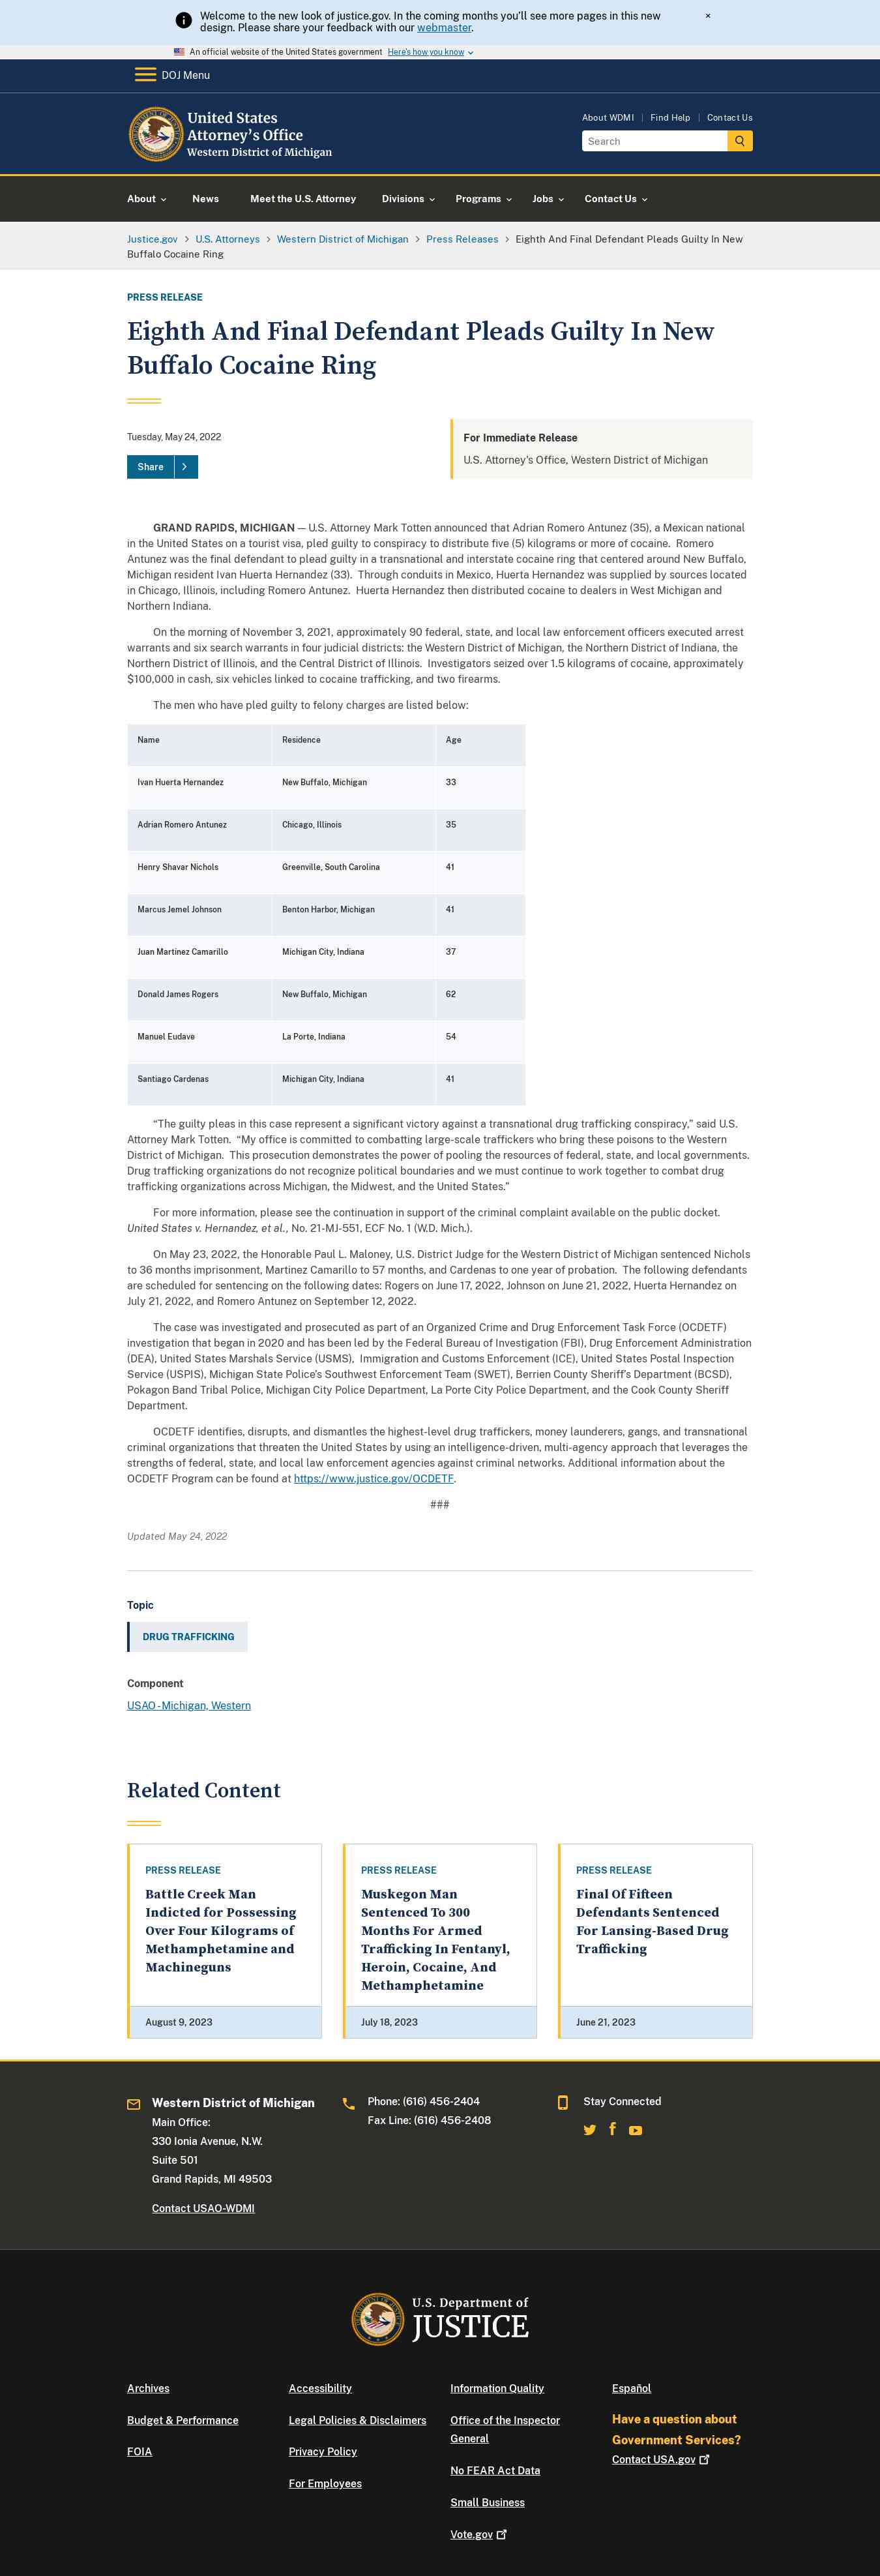 Welcome to the new look of justice.gov. In the coming months you'll see more pages in this new
design. Please share your feedback with our webmaster.
×
An official website of the United States government Here's how you know
DOJ Menu
United States
Attorney's Office
Western District of Michigan
About WDMI | Find Help | Contact Us
Search
About News Meet the U.S. Attorney Divisions Programs Jobs Contact Us
Justice.gov > U.S. Attorneys > Western District of Michigan > Press Releases > Eighth And Final Defendant Pleads Guilty In New
Buffalo Cocaine Ring
PRESS RELEASE
Eighth And Final Defendant Pleads Guilty In New
Buffalo Cocaine Ring
Tuesday, May 24, 2022
Share >
For Immediate Release
U.S. Attorney's Office, Western District of Michigan
GRAND RAPIDS, MICHIGAN — U.S. Attorney Mark Totten announced that Adrian Romero Antunez (35), a Mexican national
in the United States on a tourist visa, pled guilty to conspiracy to distribute five (5) kilograms or more of cocaine. Romero
Antunez was the final defendant to plead guilty in a transnational and interstate cocaine ring that centered around New Buffalo,
Michigan resident Ivan Huerta Hernandez (33). Through conduits in Mexico, Huerta Hernandez was supplied by sources located
in Chicago, Illinois, including Romero Antunez. Huerta Hernandez then distributed cocaine to dealers in West Michigan and
Northern Indiana.
On the morning of November 3, 2021, approximately 90 federal, state, and local law enforcement officers executed arrest
warrants and six search warrants in four judicial districts: the Western District of Michigan, the Northern District of Indiana, the
Northern District of Illinois, and the Central District of Illinois. Investigators seized over 1.5 kilograms of cocaine, approximately
$100,000 in cash, six vehicles linked to cocaine trafficking, and two firearms.
The men who have pled guilty to felony charges are listed below:
Name Residence Age
Ivan Huerta Hernandez New Buffalo, Michigan 33
Adrian Romero Antunez Chicago, Illinois 35
Henry Shavar Nichols Greenville, South Carolina 41
Marcus Jemel Johnson Benton Harbor, Michigan 41
Juan Martinez Camarillo Michigan City, Indiana 37
Donald James Rogers New Buffalo, Michigan 62
Manuel Eudave La Porte, Indiana 54
Santiago Cardenas Michigan City, Indiana 41
"The guilty pleas in this case represent a significant victory against a transnational drug trafficking conspiracy," said U.S.
Attorney Mark Totten. "My office is committed to combatting large-scale traffickers who bring these poisons to the Western
District of Michigan. This prosecution demonstrates the power of pooling the resources of federal, state, and local governments.
Drug trafficking organizations do not recognize political boundaries and we must continue to work together to combat drug
trafficking organizations across Michigan, the Midwest, and the United States."
For more information, please see the continuation in support of the criminal complaint available on the public docket.
United States v. Hernandez, et al., No. 21-MJ-551, ECF No. 1 (W.D. Mich.).
On May 23, 2022, the Honorable Paul L. Maloney, U.S. District Judge for the Western District of Michigan sentenced Nichols
to 36 months imprisonment, Martinez Camarillo to 57 months, and Cardenas to one year of probation. The following defendants
are scheduled for sentencing on the following dates: Rogers on June 17, 2022, Johnson on June 21, 2022, Huerta Hernandez on
July 21, 2022, and Romero Antunez on September 12, 2022.
The case was investigated and prosecuted as part of an Organized Crime and Drug Enforcement Task Force (OCDETF)
investigation that began in 2020 and has been led by the Federal Bureau of Investigation (FBI), Drug Enforcement Administration
(DEA), United States Marshals Service (USMS), Immigration and Customs Enforcement (ICE), United States Postal Inspection
Service (USPIS), Michigan State Police's Southwest Enforcement Team (SWET), Berrien County Sheriff's Department (BCSD),
Pokagon Band Tribal Police, Michigan City Police Department, La Porte City Police Department, and the Cook County Sheriff
Department.
OCDETF identifies, disrupts, and dismantles the highest-level drug traffickers, money launderers, gangs, and transnational
criminal organizations that threaten the United States by using an intelligence-driven, multi-agency approach that leverages the
strengths of federal, state, and local law enforcement agencies against criminal networks. Additional information about the
OCDETF Program can be found at https://www.justice.gov/OCDETF.
###
Updated May 24, 2022
Topic
DRUG TRAFFICKING
Component
USAO - Michigan, Western
Related Content
PRESS RELEASE
Battle Creek Man
Indicted for Possessing
Over Four Kilograms of
Methamphetamine and
Machineguns
August 9, 2023
PRESS RELEASE
Muskegon Man
Sentenced To 300
Months For Armed
Trafficking In Fentanyl,
Heroin, Cocaine, And
Methamphetamine
July 18, 2023
PRESS RELEASE
Final Of Fifteen
Defendants Sentenced
For Lansing-Based Drug
Trafficking
June 21, 2023
Western District of Michigan
Main Office:
330 Ionia Avenue, N.W.
Suite 501
Grand Rapids, MI 49503
Contact USAO-WDMI
Phone: (616) 456-2404
Fax Line: (616) 456-2408
Stay Connected
U.S. Department of
JUSTICE
Archives
Budget & Performance
FOIA
Accessibility
Legal Policies & Disclaimers
Privacy Policy
For Employees
Information Quality
Office of the Inspector
General
No FEAR Act Data
Small Business
Vote.gov
Español
Have a question about
Government Services?
Contact USA.gov